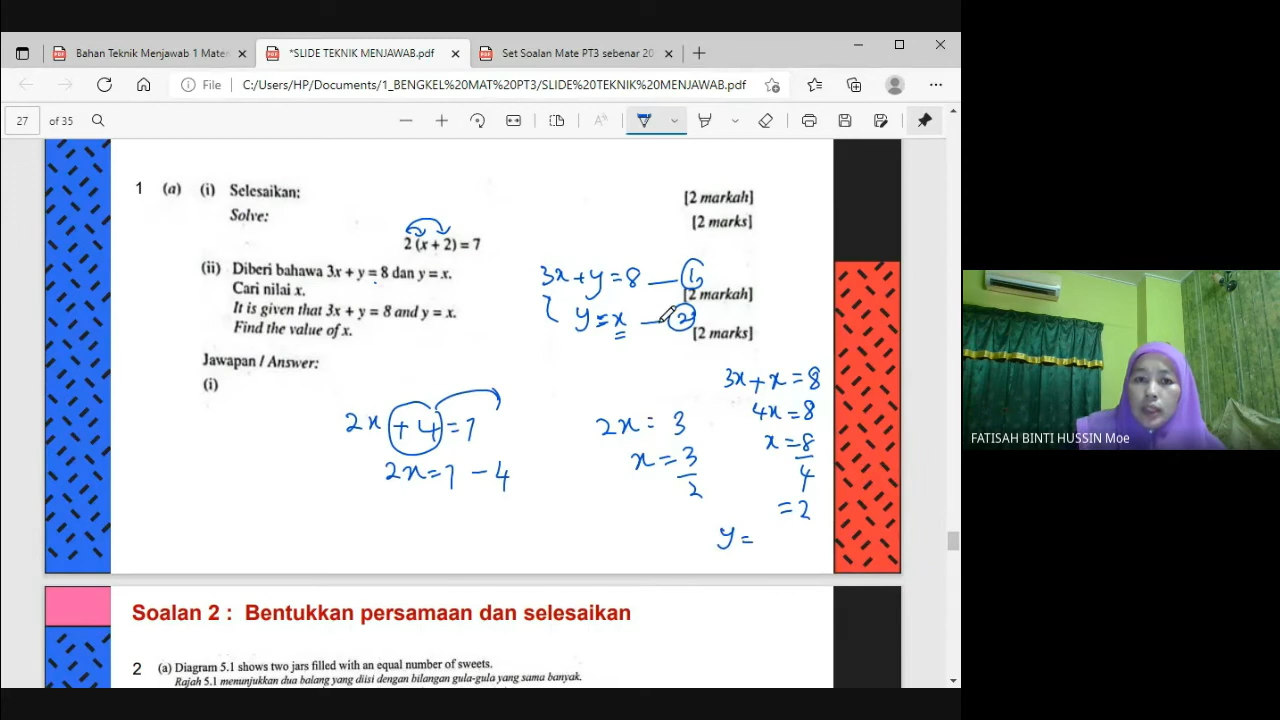 Bahan Teknik Menjawab 1 Mate
*SLIDE TEKNIK MENJAWAB.pdf
Set Soalan Mate PT3 sebenar 20
File
C:/Users/HP/Documents/1_BENGKEL%20MAT%20PT3/SLIDE%20TEKNIK%20MENJAWAB.pdf
27 of 35
1 (a) (i) Selesaikan: [2 markah]
Solve: [2 marks]
2 (x + 2) = 7
(ii) Diberi bahawa 3x + y = 8 dan y = x.
Cari nilai x. [2 markah]
It is given that 3x + y = 8 and y = x.
Find the value of x. [2 marks]
3x + y = 8 — 1
y = x — 2
Jawapan / Answer:
(i)
2x + 4 = 7
2x = 7 - 4
2x = 3
x = 3
2
3x + x = 8
4x = 8
x = 8
4
= 2
y =
FATISAH BINTI HUSSIN Moe
Soalan 2 : Bentukkan persamaan dan selesaikan
2 (a) Diagram 5.1 shows two jars filled with an equal number of sweets.
Rajah 5.1 menunjukkan dua balang yang diisi dengan bilangan gula-gula yang sama banyak.